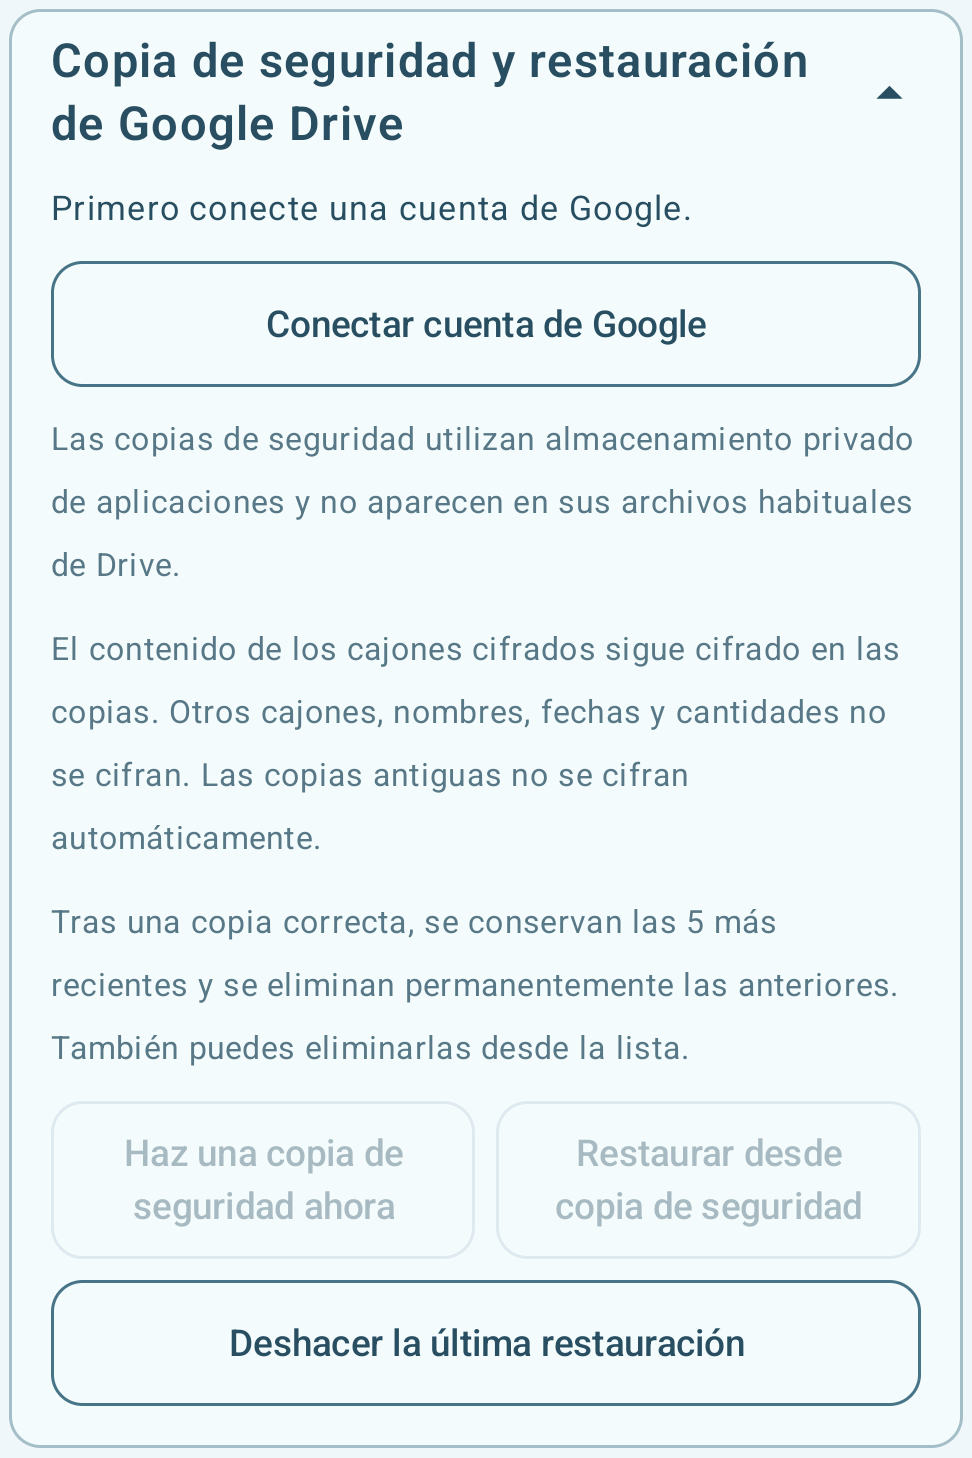 Copia de seguridad y restauración
de Google Drive
Primero conecte una cuenta de Google.
Conectar cuenta de Google
Las copias de seguridad utilizan almacenamiento privado
de aplicaciones y no aparecen en sus archivos habituales
de Drive.
El contenido de los cajones cifrados sigue cifrado en las
copias. Otros cajones, nombres, fechas y cantidades no
se cifran. Las copias antiguas no se cifran
automáticamente.
Tras una copia correcta, se conservan las 5 más
recientes y se eliminan permanentemente las anteriores.
También puedes eliminarlas desde la lista.
Haz una copia de
seguridad ahora
Restaurar desde
copia de seguridad
Deshacer la última restauración